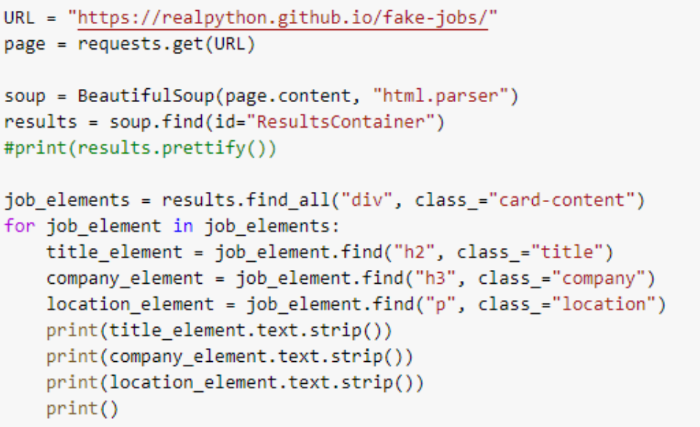 URL = "https://realpython.github.io/fake-jobs/"
page = requests.get(URL)

soup = BeautifulSoup(page.content, "html.parser")
results = soup.find(id="ResultsContainer")
#print(results.prettify())

job_elements = results.find_all("div", class_="card-content")
for job_element in job_elements:
    title_element = job_element.find("h2", class_="title")
    company_element = job_element.find("h3", class_="company")
    location_element = job_element.find("p", class_="location")
    print(title_element.text.strip())
    print(company_element.text.strip())
    print(location_element.text.strip())
    print()